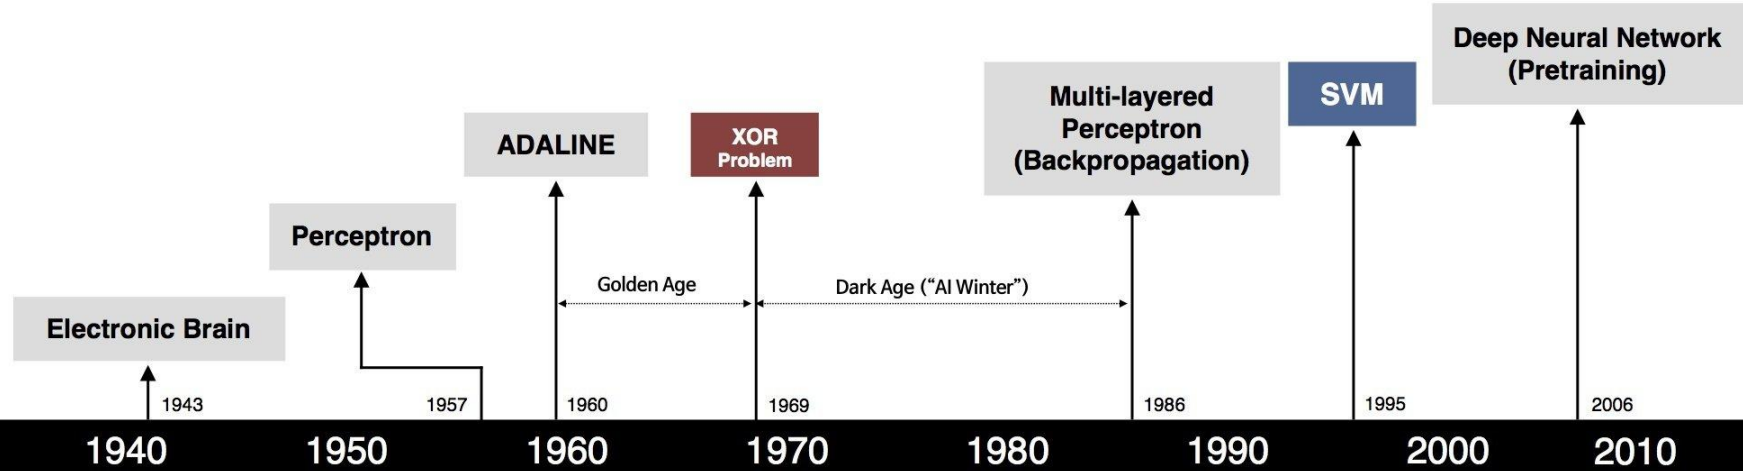 Deep Neural Network
(Pretraining)
Multi-layered
Perceptron
(Backpropagation)
SVM
ADALINE
XOR
Problem
Perceptron
Golden Age
Dark Age (“AI Winter”)
Electronic Brain
1943
1957
1960
1969
1986
1995
2006
1940
1950
1960
1970
1980
1990
2000
2010